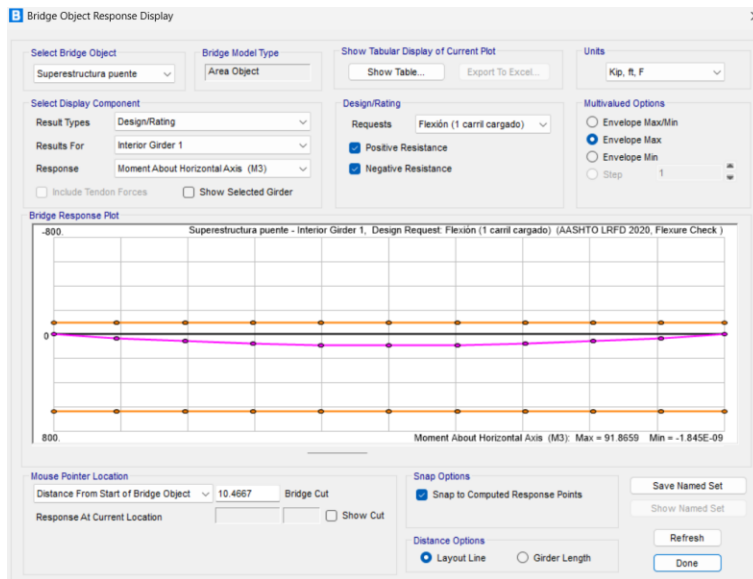 B Bridge Object Response Display
Select Bridge Object
Superestructura puente
Bridge Model Type
Area Object
Show Tabular Display of Current Plot
Show Table...
Export To Excel...
Units
Kip, ft, F
Select Display Component
Result Types
Design/Rating
Results For
Interior Girder 1
Response
Moment About Horizontal Axis (M3)
Include Tendon Forces
Show Selected Girder
Design/Rating
Requests
Flexión (1 carril cargado)
Positive Resistance
Negative Resistance
Multivalued Options
Envelope Max/Min
Envelope Max
Envelope Min
Step
1
Bridge Response Plot
-800.
Superestructura puente - Interior Girder 1, Design Request: Flexión (1 carril cargado) (AASHTO LRFD 2020, Flexure Check )
0
800.
Moment About Horizontal Axis (M3): Max = 91.8659 Min = -1.845E-09
Mouse Pointer Location
Distance From Start of Bridge Object
10.4667
Bridge Cut
Response At Current Location
Show Cut
Snap Options
Snap to Computed Response Points
Distance Options
Layout Line
Girder Length
Save Named Set
Show Named Set
Refresh
Done